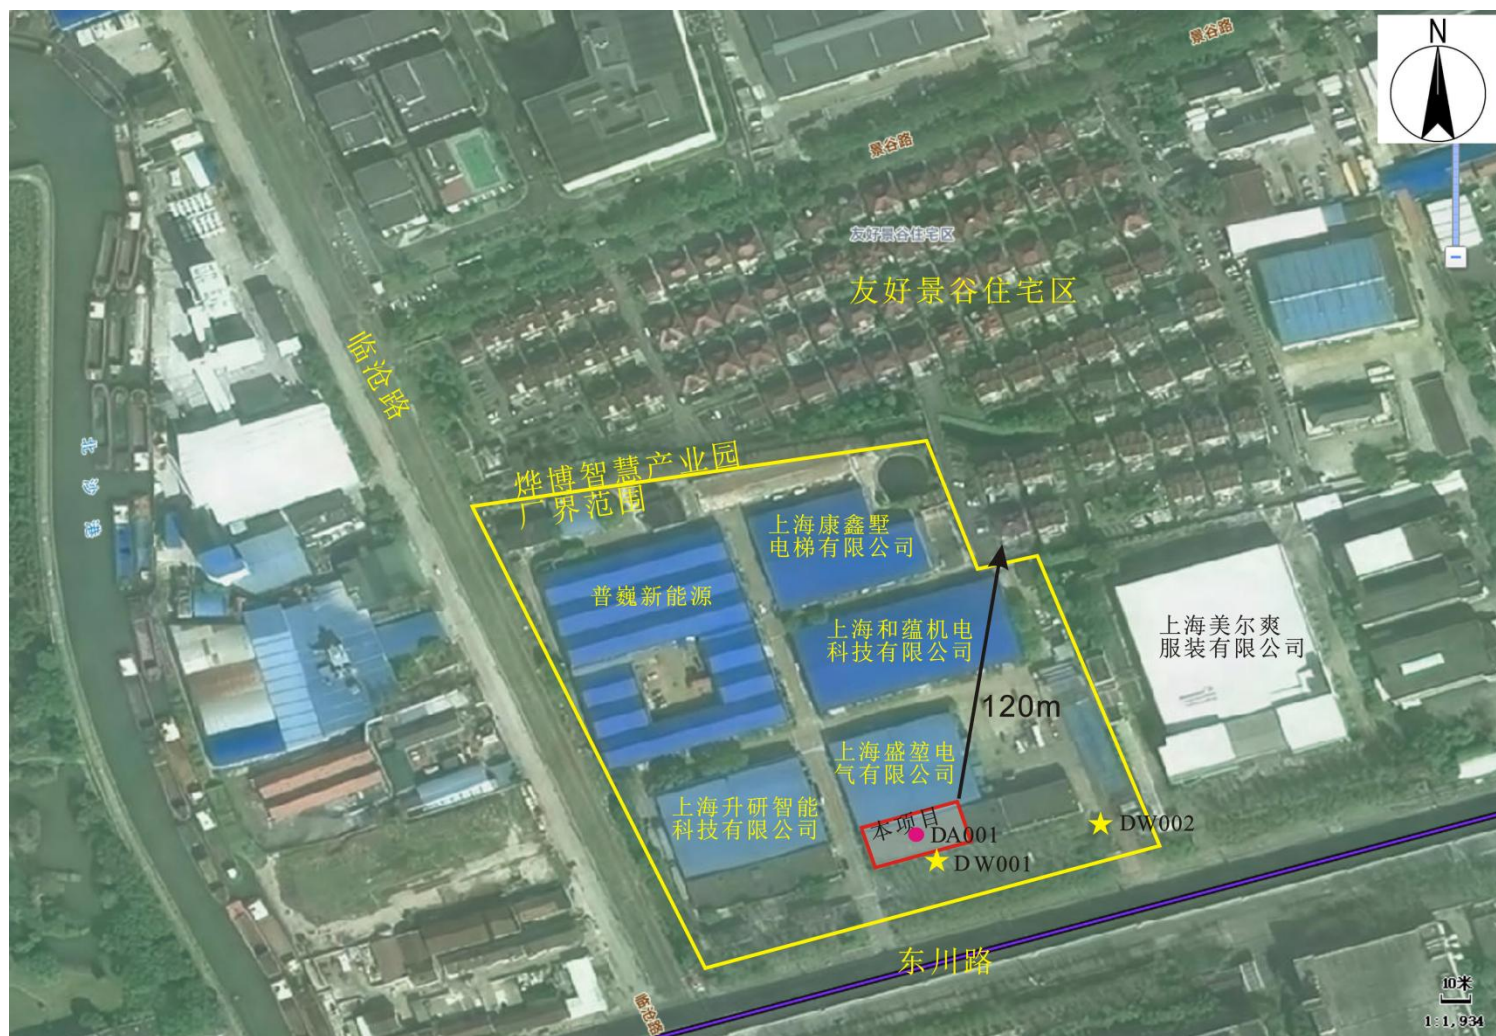 N
景谷路
景谷路
友好景谷住宅区
友好景谷住宅区
临沧路
北沙港
烨博智慧产业园
厂界范围
上海康鑫墅
电梯有限公司
普巍新能源
上海和蕴机电
科技有限公司
上海美尔爽
服装有限公司
120m
上海盛堃电
气有限公司
上海升研智能
科技有限公司
本项目
DA001
DW001
DW002
东川路
临沧路
10米
1:1,934